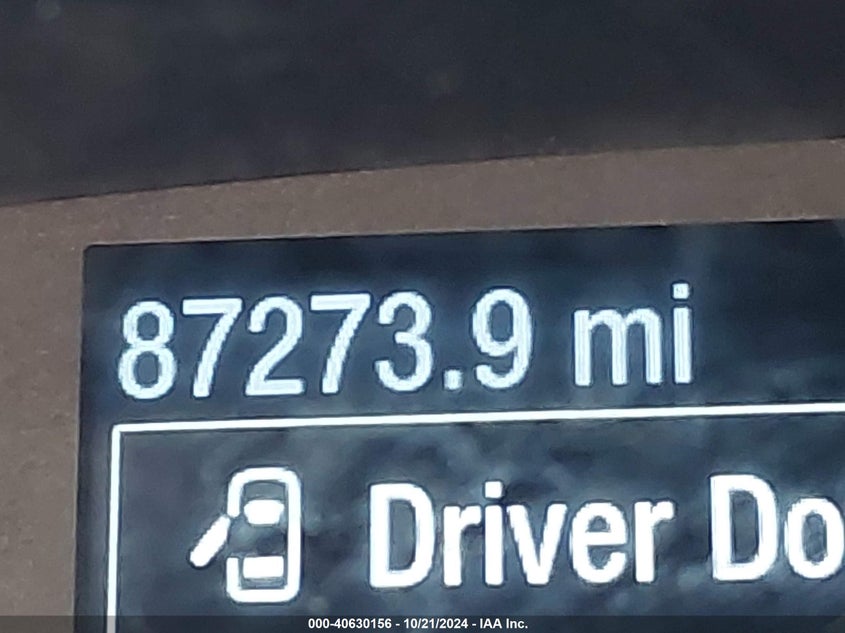 87273.9 mi
Driver Do
000-40630156 - 10/21/2024 - IAA Inc.